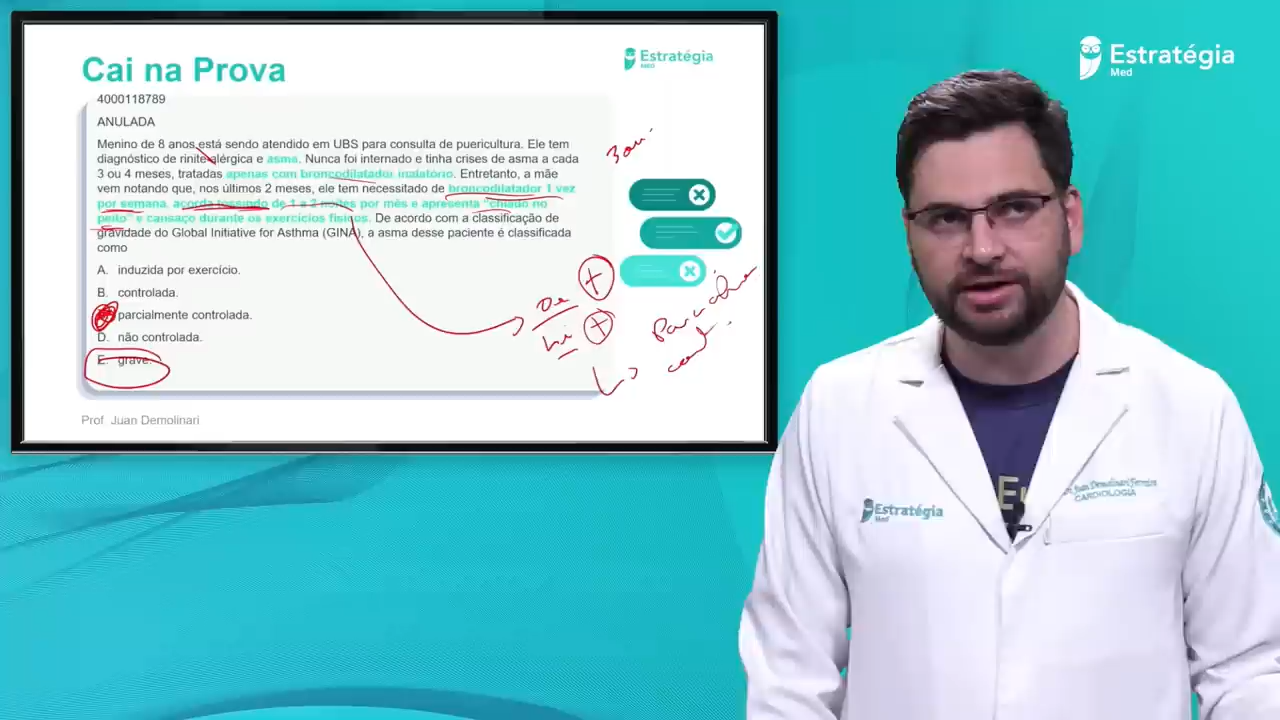 Cai na Prova
Estratégia
MED
4000118789
ANULADA
Menino de 8 anos está sendo atendido em UBS para consulta de puericultura. Ele tem
diagnóstico de rinite alérgica e asma. Nunca foi internado e tinha crises de asma a cada
3 ou 4 meses, tratadas apenas com broncodilatador inalatório. Entretanto, a mãe
vem notando que, nos últimos 2 meses, ele tem necessitado de broncodilatador 1 vez
por semana, acorda tossindo de 1 a 2 noites por mês e apresenta "chiado no
peito" e cansaço durante os exercícios físicos. De acordo com a classificação de
gravidade do Global Initiative for Asthma (GINA), a asma desse paciente é classificada
como
A. induzida por exercício.
B. controlada.
parcialmente controlada.
D. não controlada.
E. grave.
Prof Juan Demolinari
Estratégia
Med
Estratégia
Med
Juan Demolinari Ferreira
CARDIOLOGIA